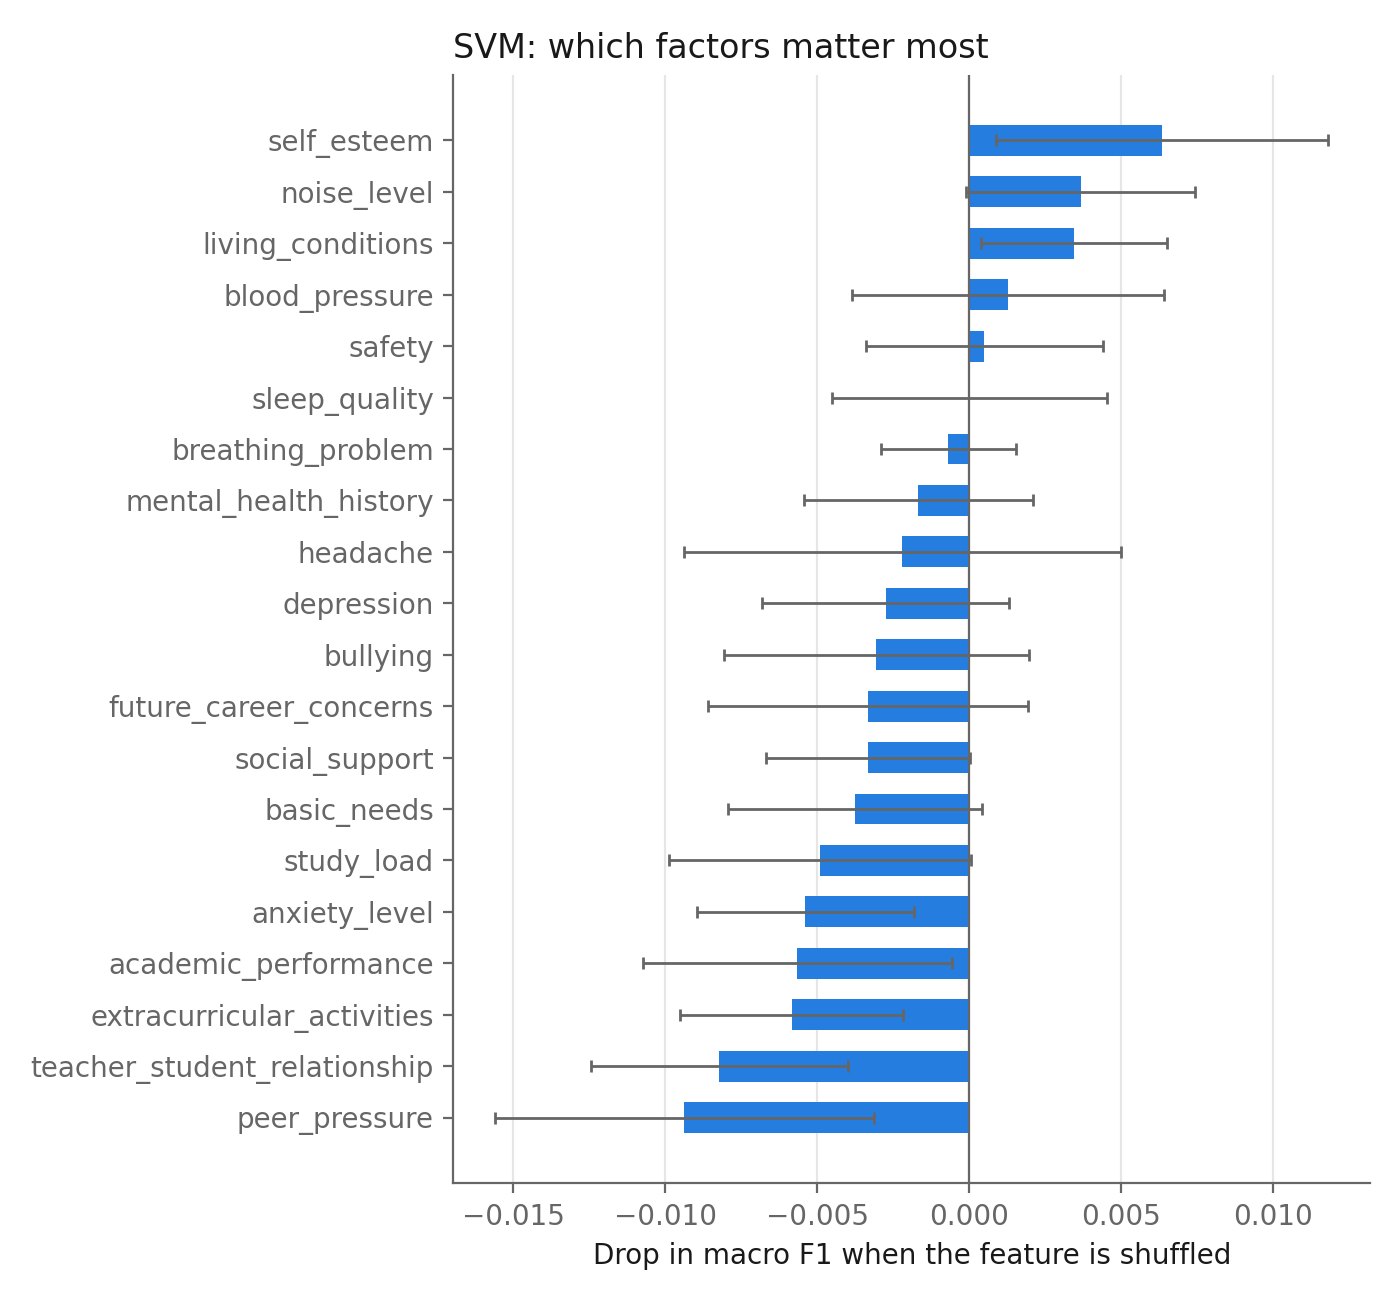 SVM: which factors matter most
self_esteem
noise_level
living_conditions
blood_pressure
safety
sleep_quality
breathing_problem
mental_health_history
headache
depression
bullying
future_career_concerns
social_support
basic_needs
study_load
anxiety_level
academic_performance
extracurricular_activities
teacher_student_relationship
peer_pressure
−0.015 −0.010 −0.005 0.000 0.005 0.010
Drop in macro F1 when the feature is shuffled